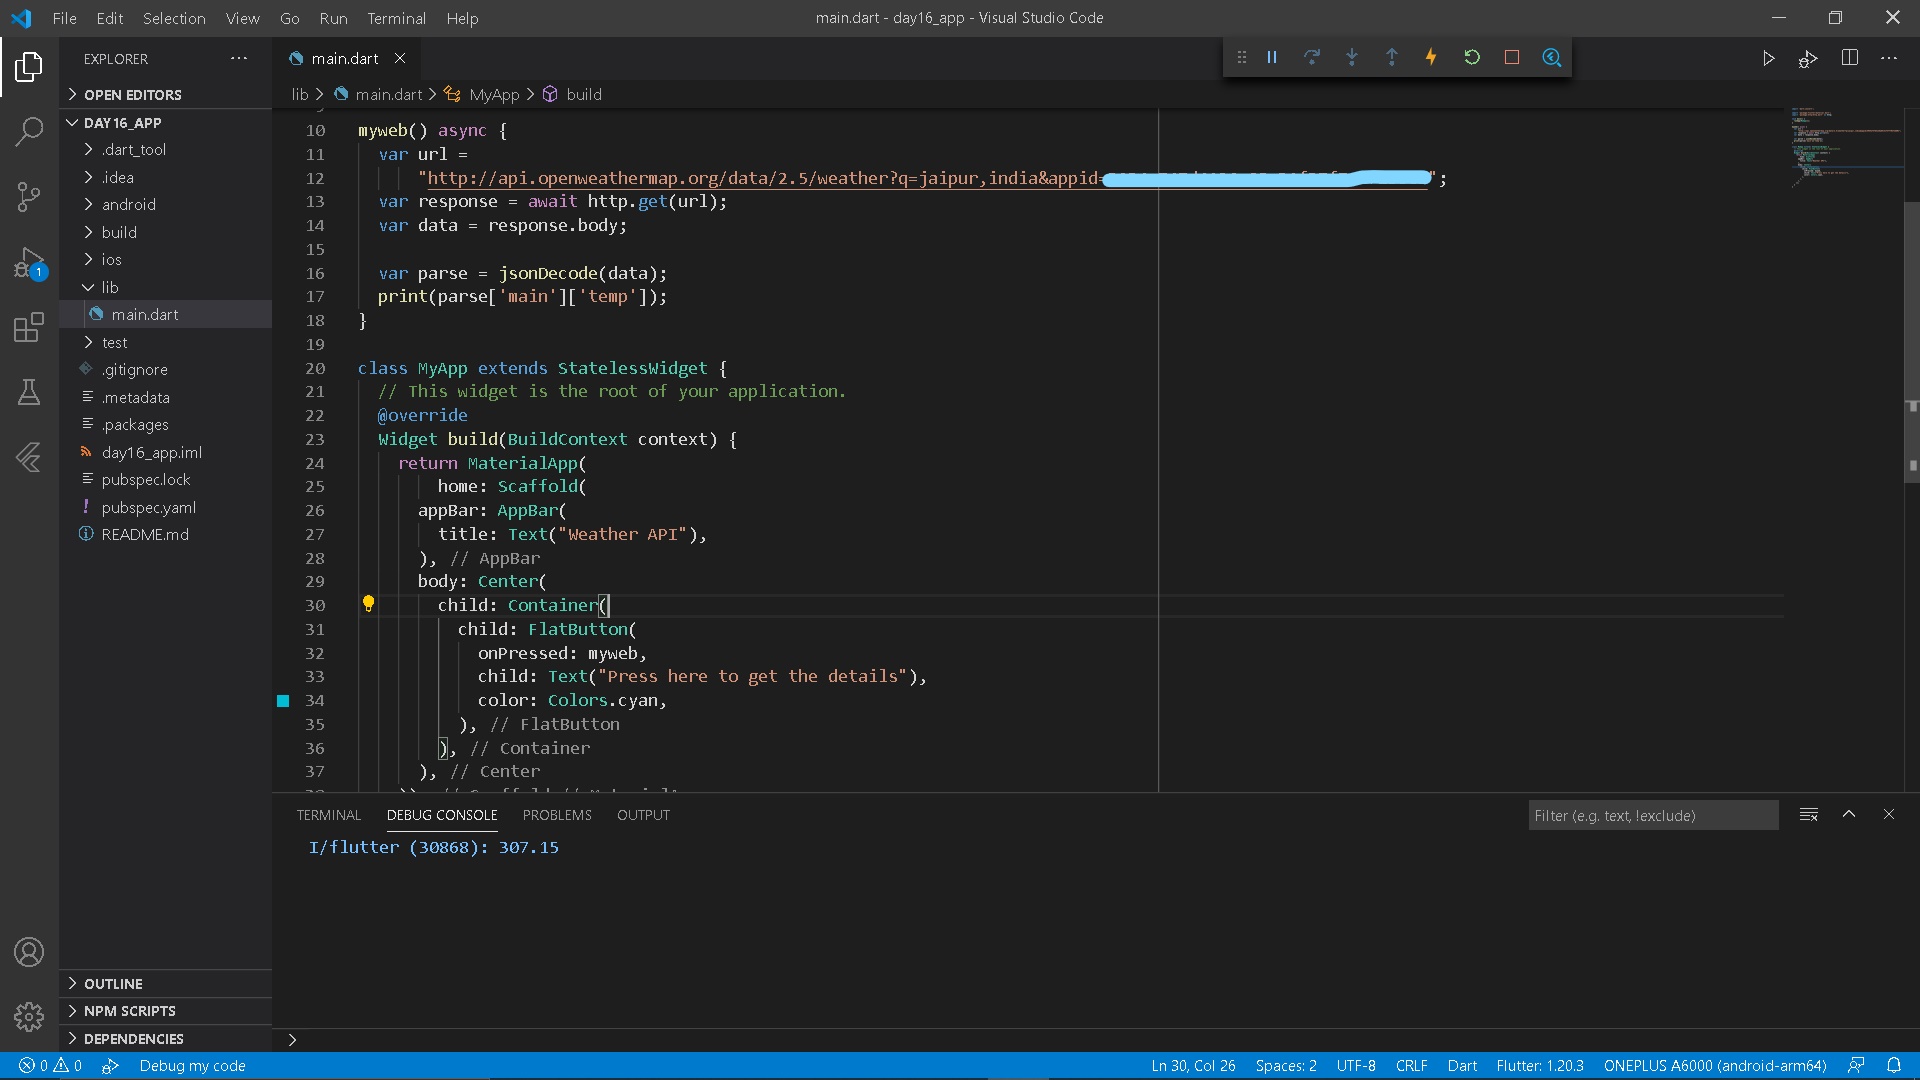 File Edit Selection View Go Run Terminal Help
main.dart - day16_app - Visual Studio Code
EXPLORER
OPEN EDITORS
DAY16_APP
.dart_tool
.idea
android
build
ios
lib
main.dart
test
.gitignore
.metadata
.packages
day16_app.iml
pubspec.lock
pubspec.yaml
README.md
OUTLINE
NPM SCRIPTS
DEPENDENCIES
1
main.dart
lib > main.dart > MyApp > build
10 myweb() async {
11 var url =
12 "http://api.openweathermap.org/data/2.5/weather?q=jaipur,india&appid=";
13 var response = await http.get(url);
14 var data = response.body;
15
16 var parse = jsonDecode(data);
17 print(parse['main']['temp']);
18 }
19
20 class MyApp extends StatelessWidget {
21 // This widget is the root of your application.
22 @override
23 Widget build(BuildContext context) {
24 return MaterialApp(
25 home: Scaffold(
26 appBar: AppBar(
27 title: Text("Weather API"),
28 ), // AppBar
29 body: Center(
30 child: Container(
31 child: FlatButton(
32 onPressed: myweb,
33 child: Text("Press here to get the details"),
34 color: Colors.cyan,
35 ), // FlatButton
36 ), // Container
37 ), // Center
TERMINAL DEBUG CONSOLE PROBLEMS OUTPUT
Filter (e.g. text, !exclude)
I/flutter (30868): 307.15
0 0 Debug my code
Ln 30, Col 26 Spaces: 2 UTF-8 CRLF Dart Flutter: 1.20.3 ONEPLUS A6000 (android-arm64)